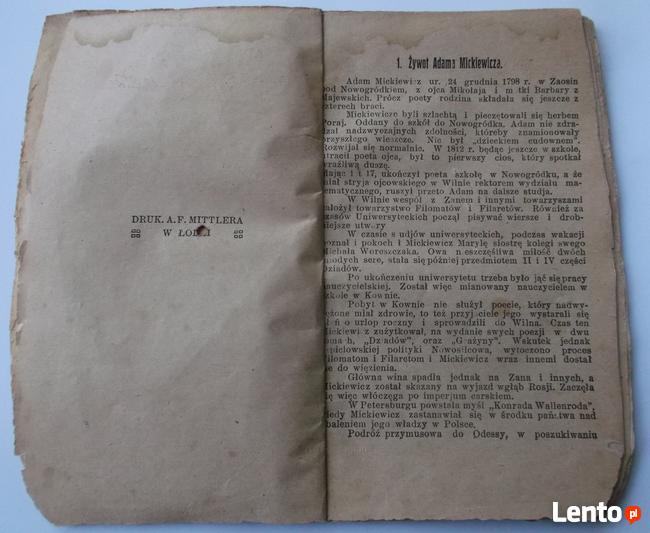 DRUK. A. F. MITTLERA
W ŁODZI
1. Żywot Adama Mickiewicza.
Adam Mickiewicz ur. 24 grudnia 1798 r. w Zaosin
pod Nowogródkiem, z ojca Mikołaja i m tki Barbary z
Majewskich. Prócz poety rodzina składała się jeszcze z
czterech braci.
Mickiewicze byli szlachtą i pieczętowali się herbem
Poraj. Oddany do szkół do Nowogródka. Adam nie zdra-
dzał nadzwyczajnych zdolności, któreby znamionowały
przyszłego wieszcza. Nie był „dzieckiem cudownem".
Rozwijał się normalnie. W 1812 r. będąc jeszcze w szkole,
utracił poeta ojca, był to pierwszy cios, który spotkał
wrażliwą duszę.
Mając l t 17, ukończył poeta szkołę w Nowogródku, a że
miał stryja ojcowskiego w Wilnie rektorem wydziału ma-
tematycznego, ruszył przeto Adam na dalsze studja.
W Wilnie wespół z Zanem i innymi towarzyszami
założył towarzystwo Filomatów i Filaretów. Również za
czasów Uniwersyteckich począł pisywać wiersze i drob-
niejsze utwory
W czasie s udjów uniwersyteckich, podczas wakacji
poznał i pokoch ł Mickiewicz Marylę siostrę kolegi swego
Michała Wereszczaka. Owa n eszczęśliwa miłość dwóch
młodych serc, stała się później przedmiotem II i IV części
Dziadów.
Po ukończeniu uniwersytetu trzeba było jąć się pracy
nauczycielskiej. Został więc mianowany nauczycielem w
szkole w Kownie.
Pobyt w Kownie nie służył poecie, który nadwy-
rężone miał zdrowie, to też przyjaciele jego wystarali się
o urlop roczny i sprowadzili do Wilna. Czas ten
Mickiewicz zużytkował, na wydanie swych poezji w dwu
toma h, „Dziadów", oraz „Grażyny". Wskutek jednak
polityki Nowosilcowa, wytoczono proces
Filomatom i Filaretom i Mickiewicz wraz innemi dostał
się do więzienia.
Główna wina spadła jednak na Zana i innych, a
Mickiewicz został skazany na wyjazd wgłąb Rosji. Zaczęła
się więc włóczęga po imperjum carskiem.
W Petersburgu powstała myśl „Konrada Wallenroda",
kiedy Mickiewicz zastanawiał się w środku państwa nad
obaleniem jego władzy w Polsce.
Podróż przymusowa do Odessy, w poszukiwaniu
Lento.pl